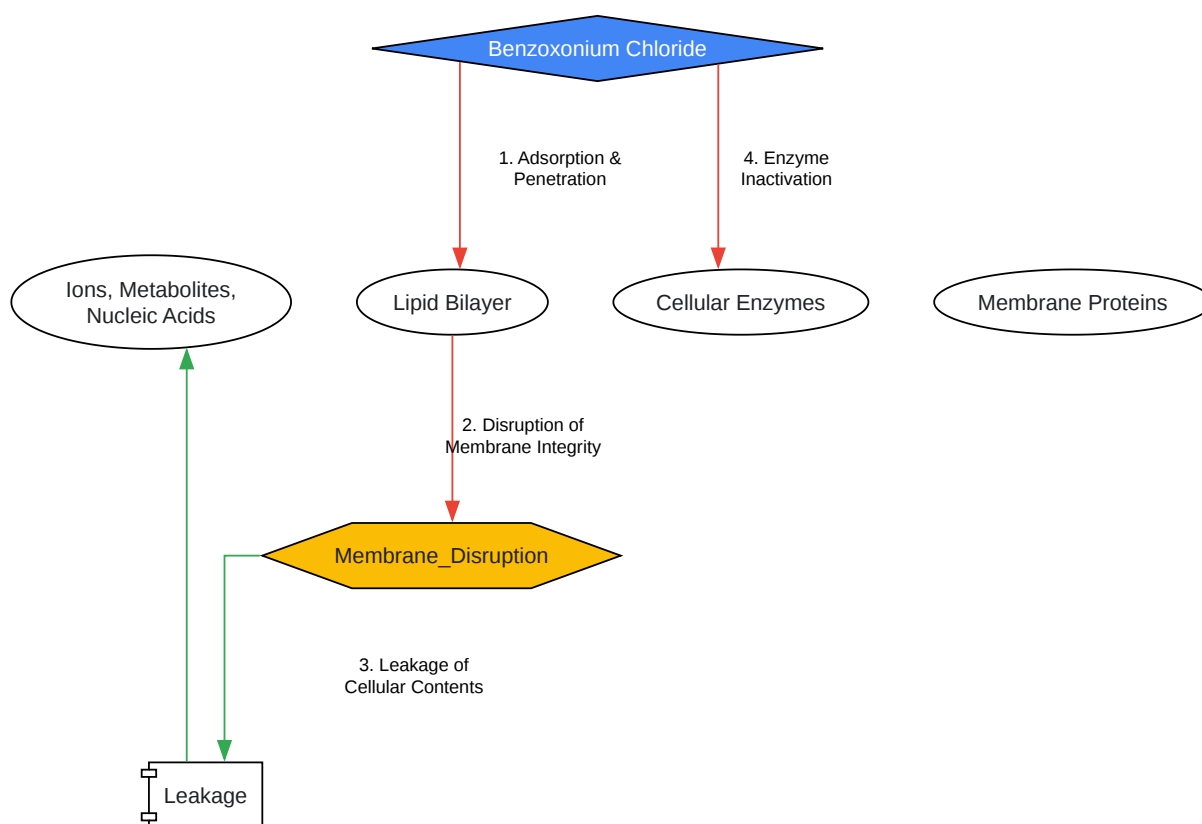 Benzoxonium Chloride
1. Adsorption &
Penetration
4. Enzyme
Inactivation
Ions, Metabolites,
Nucleic Acids
Lipid Bilayer
Cellular Enzymes
Membrane Proteins
2. Disruption of
Membrane Integrity
Membrane_Disruption
3. Leakage of
Cellular Contents
Leakage